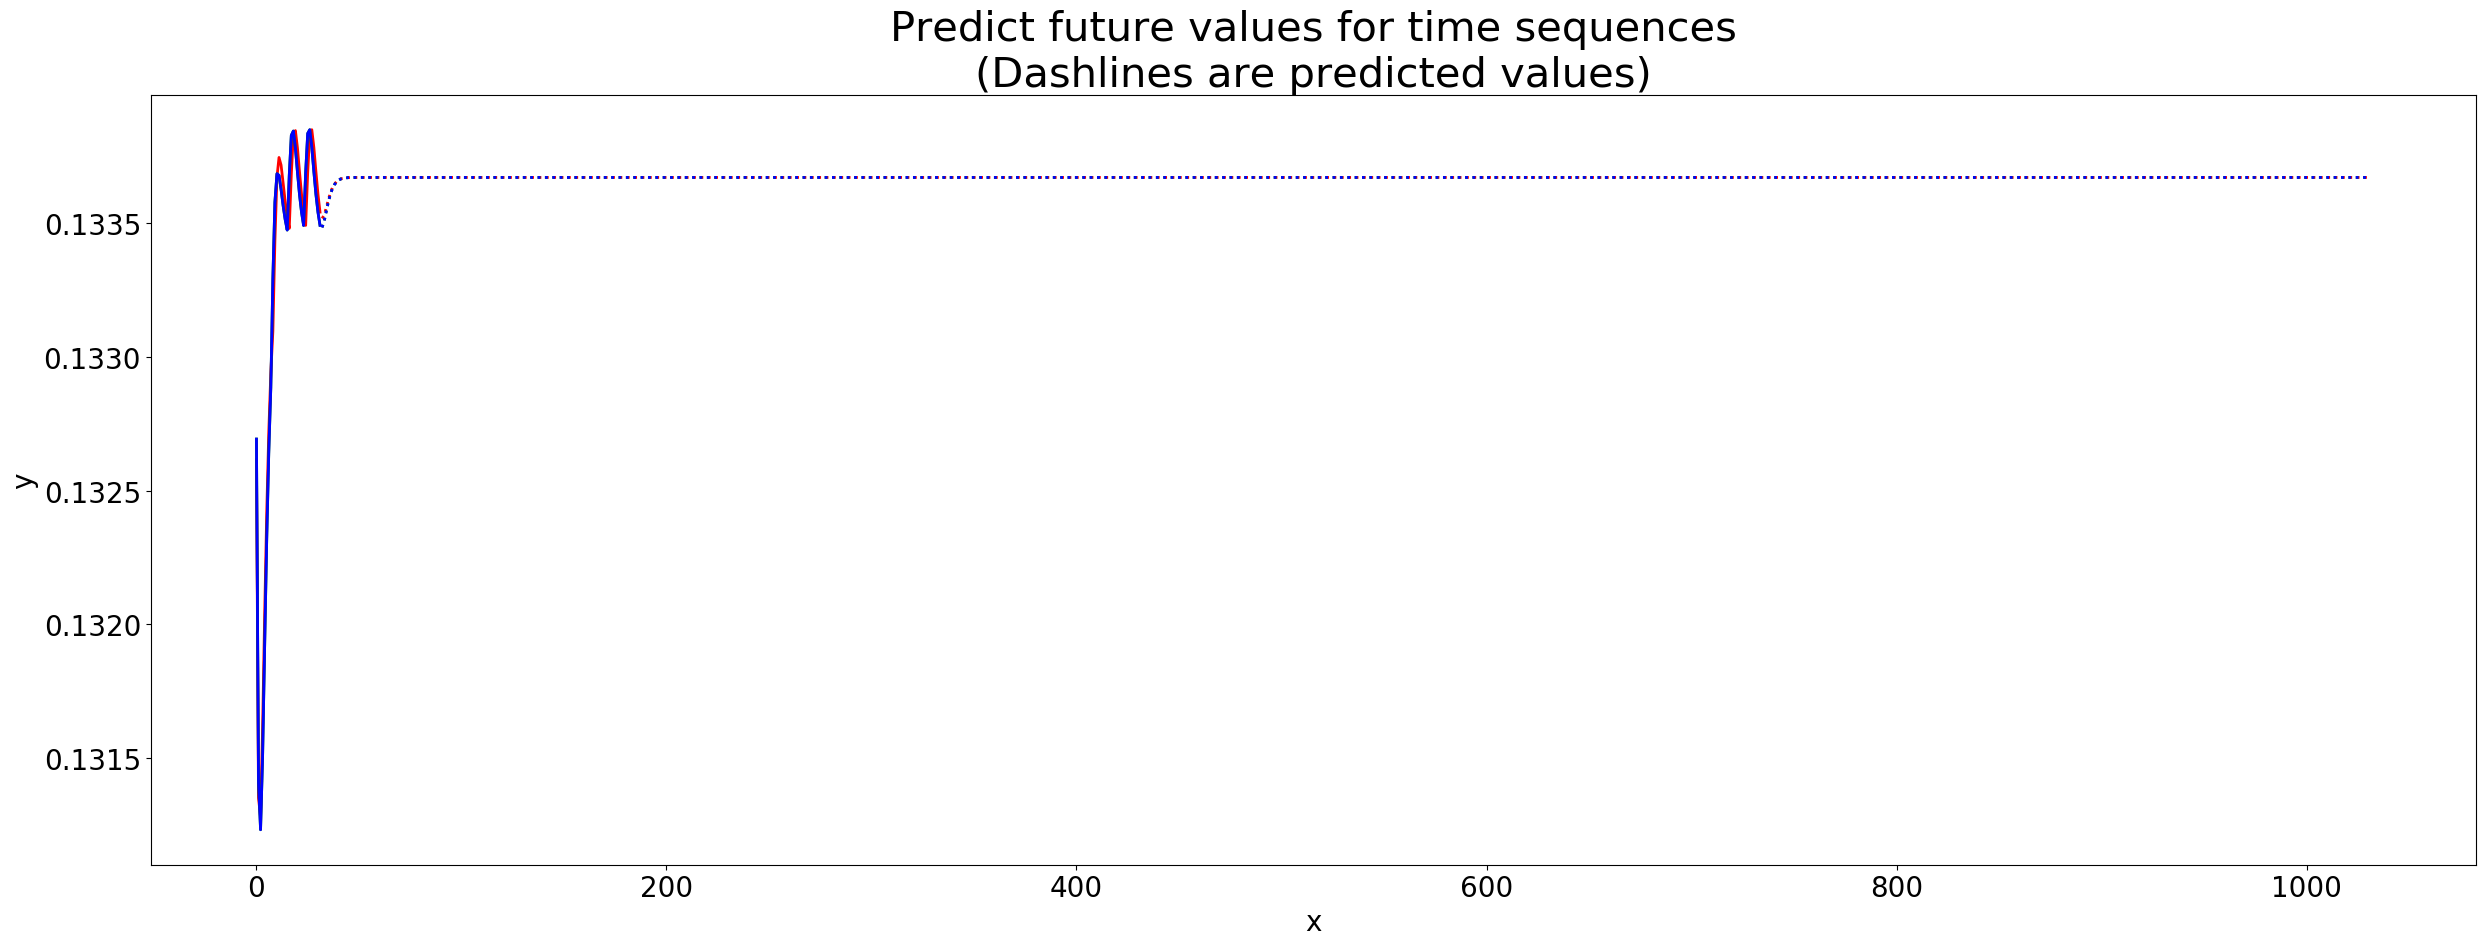 Predict future values for time sequences
(Dashlines are predicted values)
y
0.1335
0.1330
0.1325
0.1320
0.1315
0 200 400 600 800 1000
x